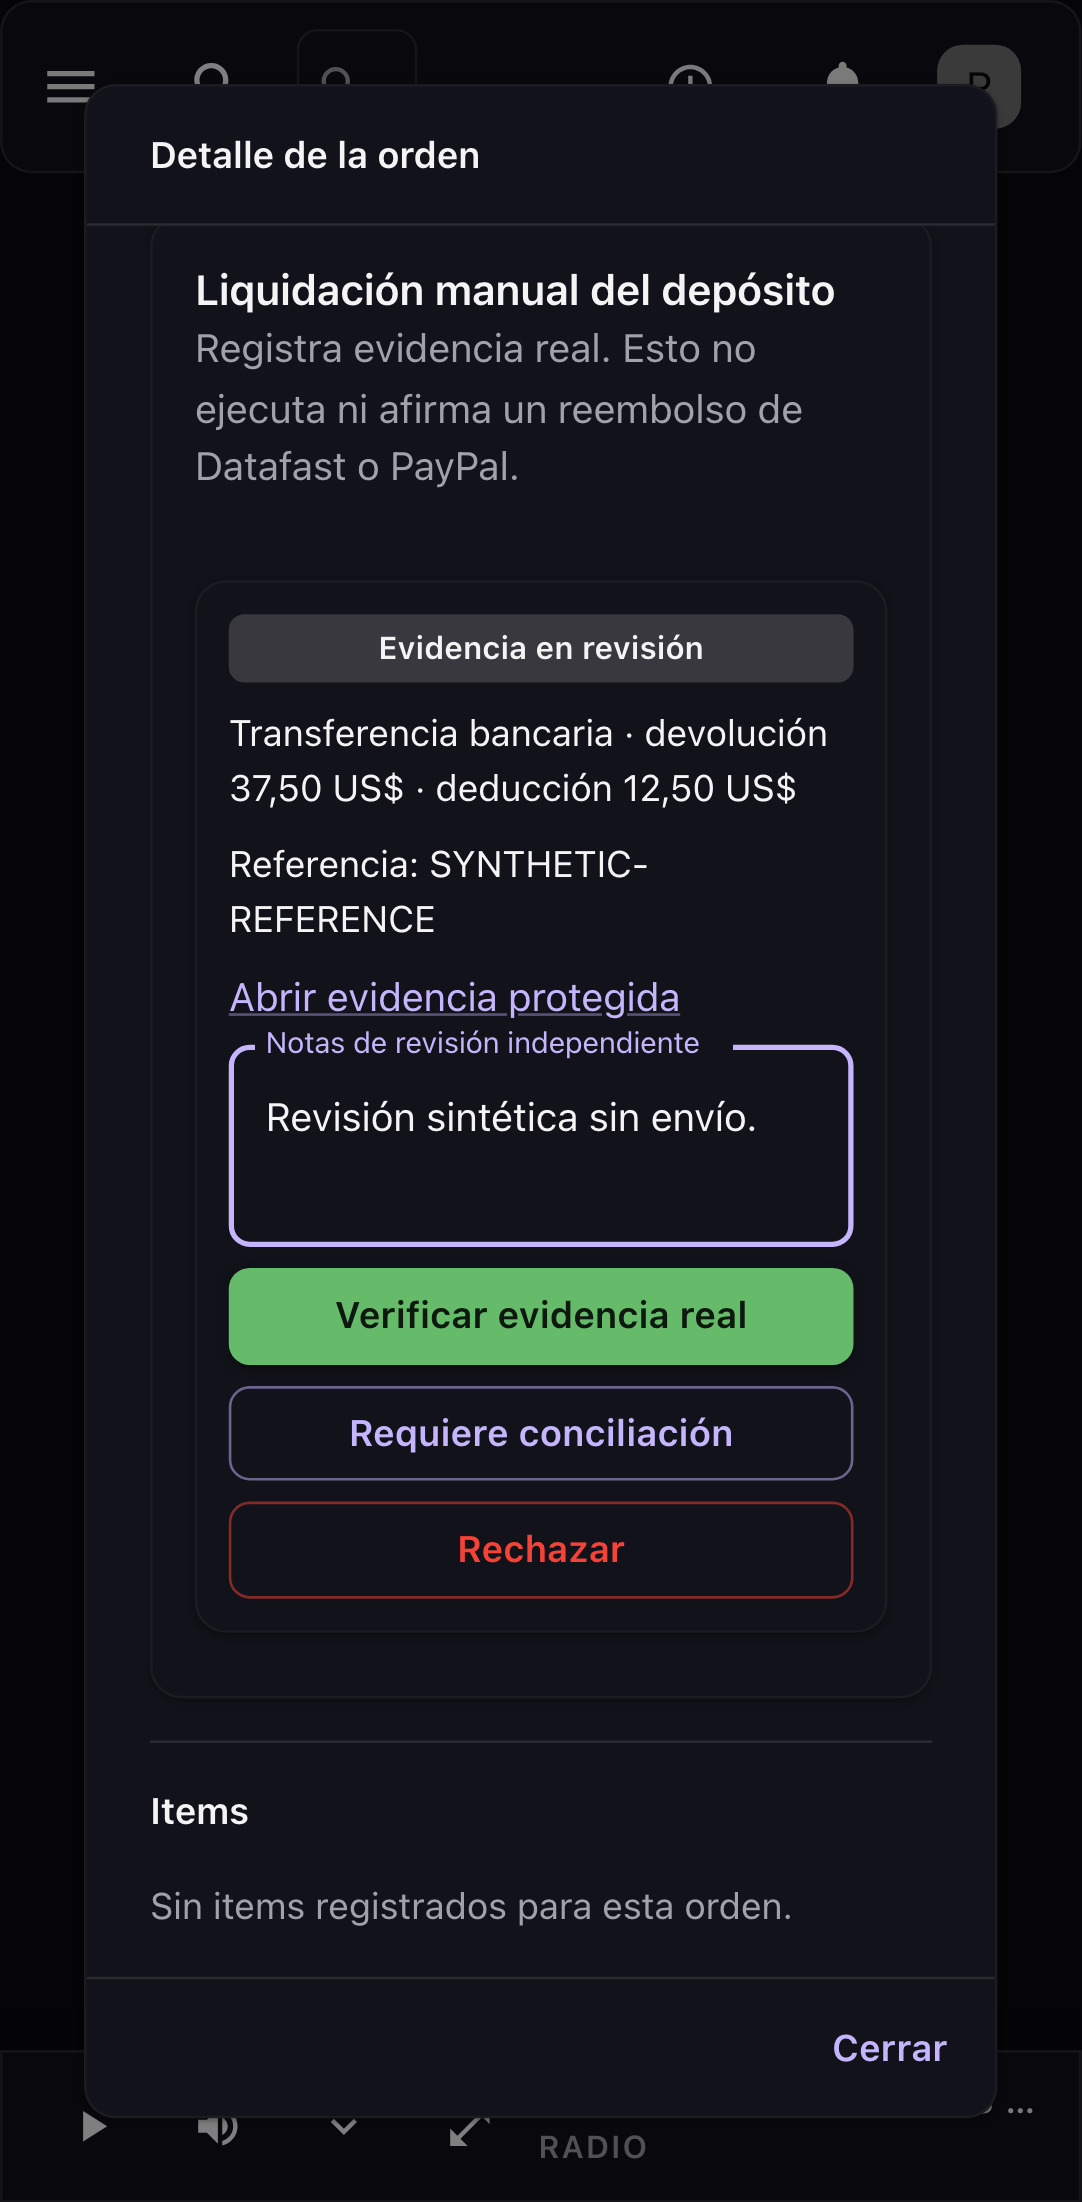 Detalle de la orden
Liquidación manual del depósito
Registra evidencia real. Esto no
ejecuta ni afirma un reembolso de
Datafast o PayPal.
Evidencia en revisión
Transferencia bancaria · devolución
37,50 US$ · deducción 12,50 US$
Referencia: SYNTHETIC-
REFERENCE
Abrir evidencia protegida
Notas de revisión independiente
Revisión sintética sin envío.
Verificar evidencia real
Requiere conciliación
Rechazar
Items
Sin items registrados para esta orden.
Cerrar
RADIO